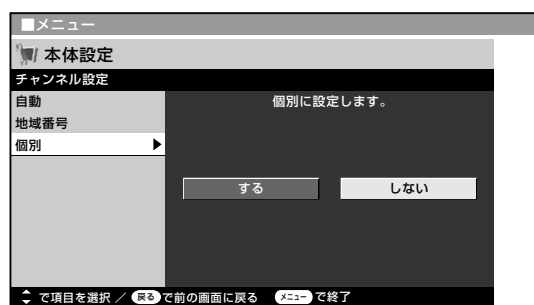 ■メニュー
本体設定
チャンネル設定
自動
地域番号
個別
個別に設定します。
する
しない
で項目を選択 / 戻る で前の画面に戻る メニュー で終了